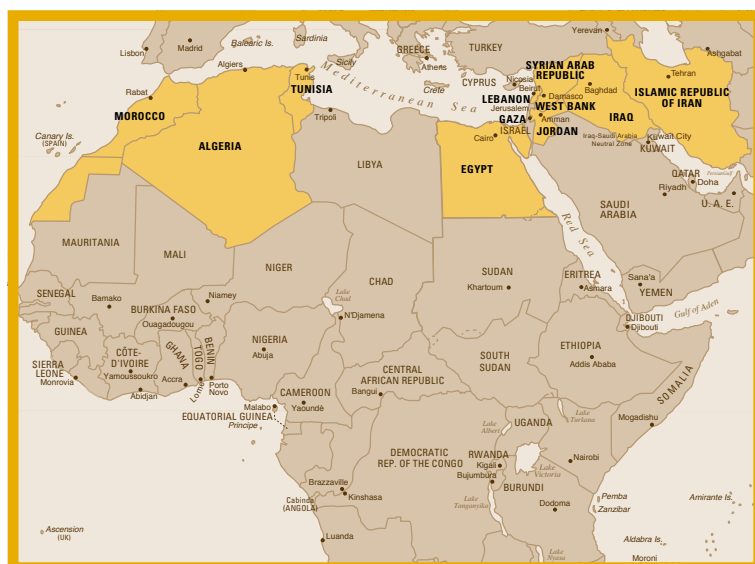 Lisbon
Madrid
Balearic Is.
Sardinia
Sicily
GREECE
Athens
Crete
TURKEY
Yerevan
Ashgabat
Algiers
Tunis
TUNISIA
Mediterranean Sea
CYPRUS
Nicosia
SYRIAN ARAB
REPUBLIC
Tehran
ISLAMIC REPUBLIC
OF IRAN
Rabat
MOROCCO
Tripoli
LEBANON
Beirut
Damasco
Baghdad
IRAQ
Jerusalem
WEST BANK
GAZA
Amman
ISRAEL
JORDAN
Cairo
Iraq-Saudi Arabia
Neutral Zone
Kuwait City
KUWAIT
Canary Is.
(SPAIN)
ALGERIA
LIBYA
EGYPT
Persian Gulf
QATAR
Doha
Riyadh
U. A. E.
SAUDI
ARABIA
Red Sea
MAURITANIA
MALI
NIGER
CHAD
SUDAN
Khartoum
ERITREA
Asmara
Sana'a
YEMEN
Gulf of Aden
SENEGAL
Bamako
Niamey
BURKINA FASO
Ouagadougou
Lake
Chad
N'Djamena
DJIBOUTI
Djibouti
GUINEA
SIERRA
LEONE
Monrovia
CÔTE-
D'IVOIRE
Yamoussoukro
Abidjan
GHANA
Accra
TOGO
Lome
BENIN
Porto
Novo
NIGERIA
Abuja
CAMEROON
Yaoundè
CENTRAL
AFRICAN REPUBLIC
Bangui
SOUTH
SUDAN
ETHIOPIA
Addis Ababa
SOMALIA
Mogadishu
Malabo
EQUATORIAL GUINEA
Principe
Lake
Albert
UGANDA
Lake
Turkana
DEMOCRATIC
REP. OF THE CONGO
RWANDA
Kigali
Bujumbura
BURUNDI
Lake
Victoria
Nairobi
Brazzaville
Kinshasa
Cabinda
(ANGOLA)
Lake
Tanganyika
Dodoma
Pemba
Zanzibar
Amirante Is.
Ascension
(UK)
Luanda
Aldabra Is.
Lake
Nyasa
Moroni